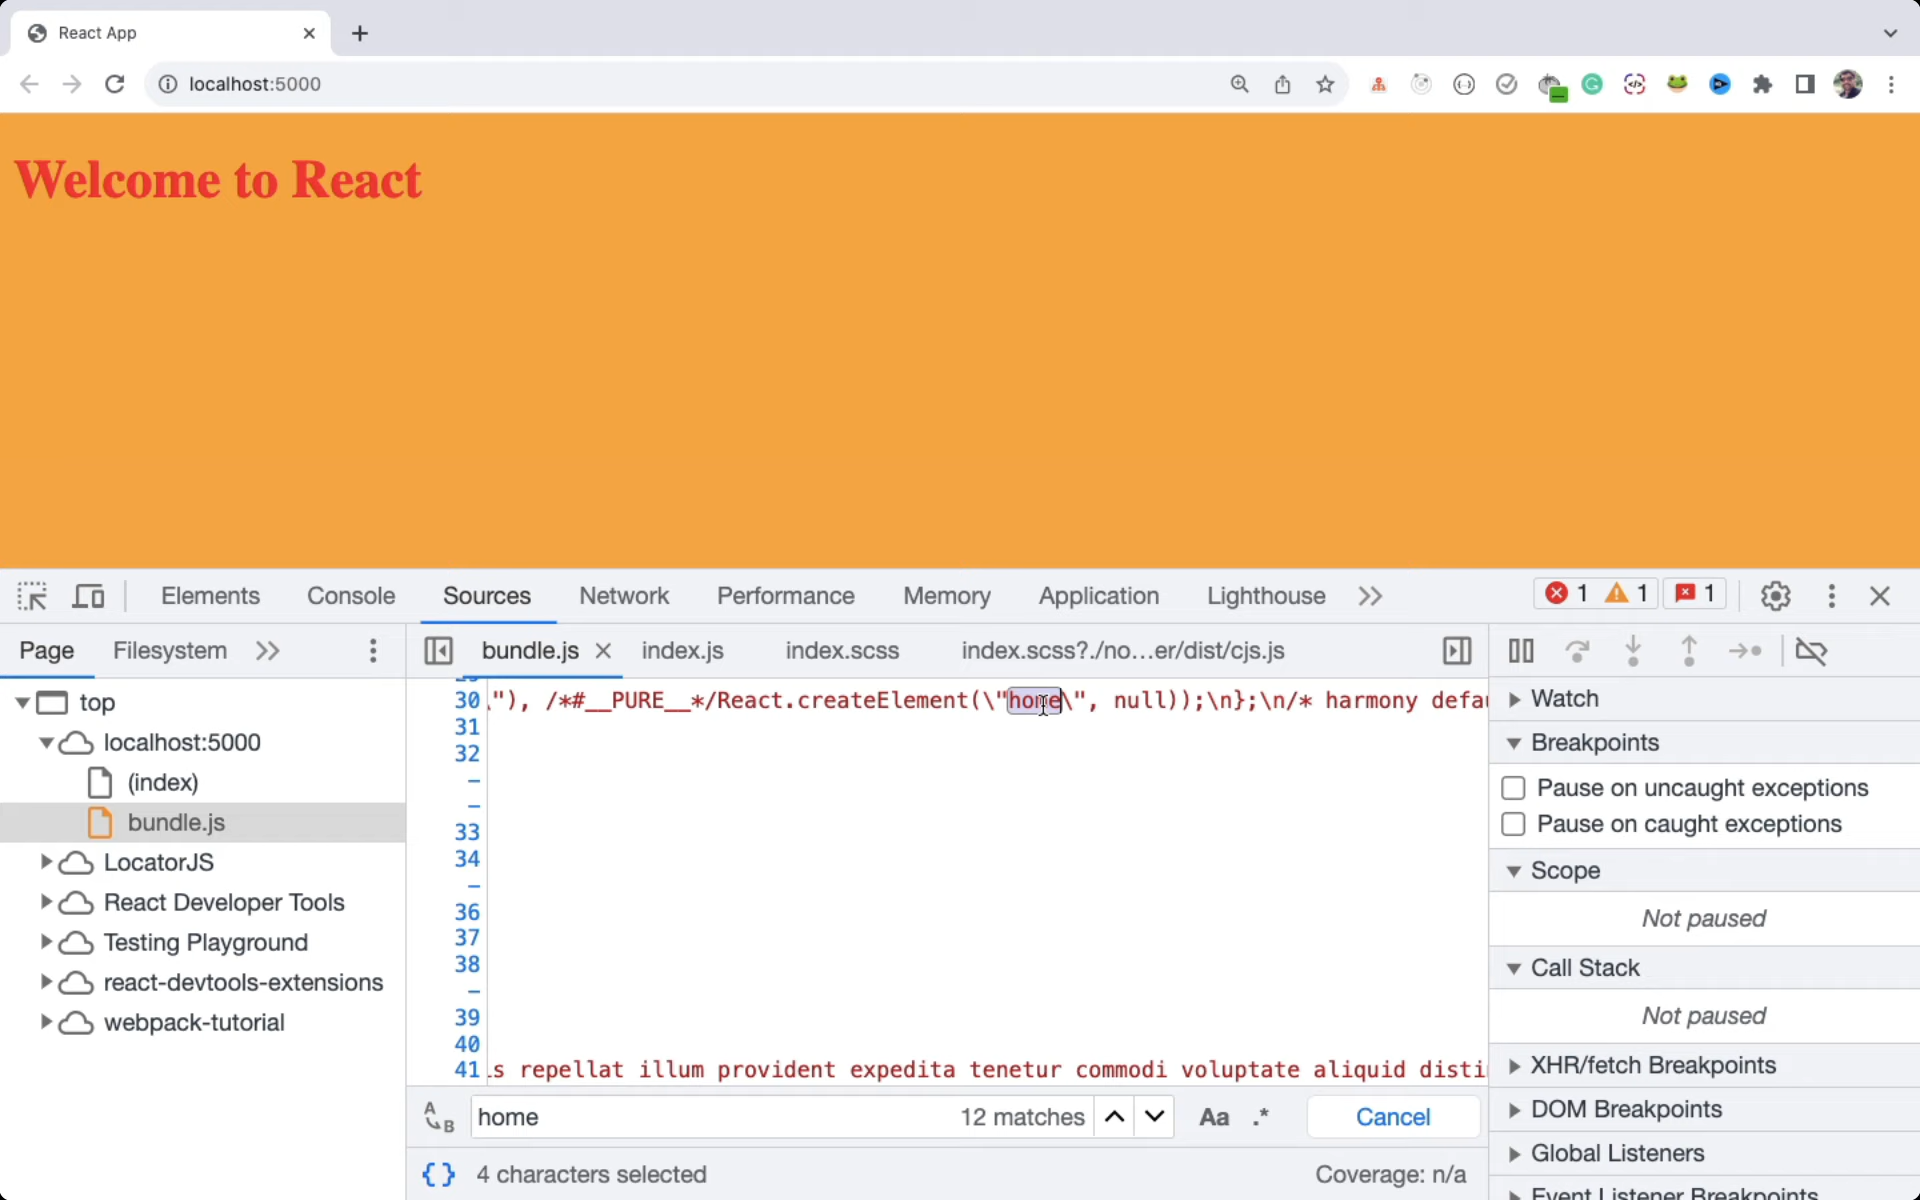 React App
localhost:5000
Welcome to React
Elements Console Sources Network Performance Memory Application Lighthouse 1 1 1
Page Filesystem bundle.js index.js index.scss index.scss?./no...er/dist/cjs.js
top
localhost:5000
(index)
bundle.js
LocatorJS
React Developer Tools
Testing Playground
react-devtools-extensions
webpack-tutorial
30 \"), /*#__PURE__*/React.createElement(\"home\", null));\n};\n/* harmony defau
31
32
-
-
33
34
-
36
37
38
-
39
40
41 .s repellat illum provident expedita tenetur commodi voluptate aliquid disti
home 12 matches Aa .* Cancel
{} 4 characters selected Coverage: n/a
Watch
Breakpoints
Pause on uncaught exceptions
Pause on caught exceptions
Scope
Not paused
Call Stack
Not paused
XHR/fetch Breakpoints
DOM Breakpoints
Global Listeners
Event Listener Breakpoints